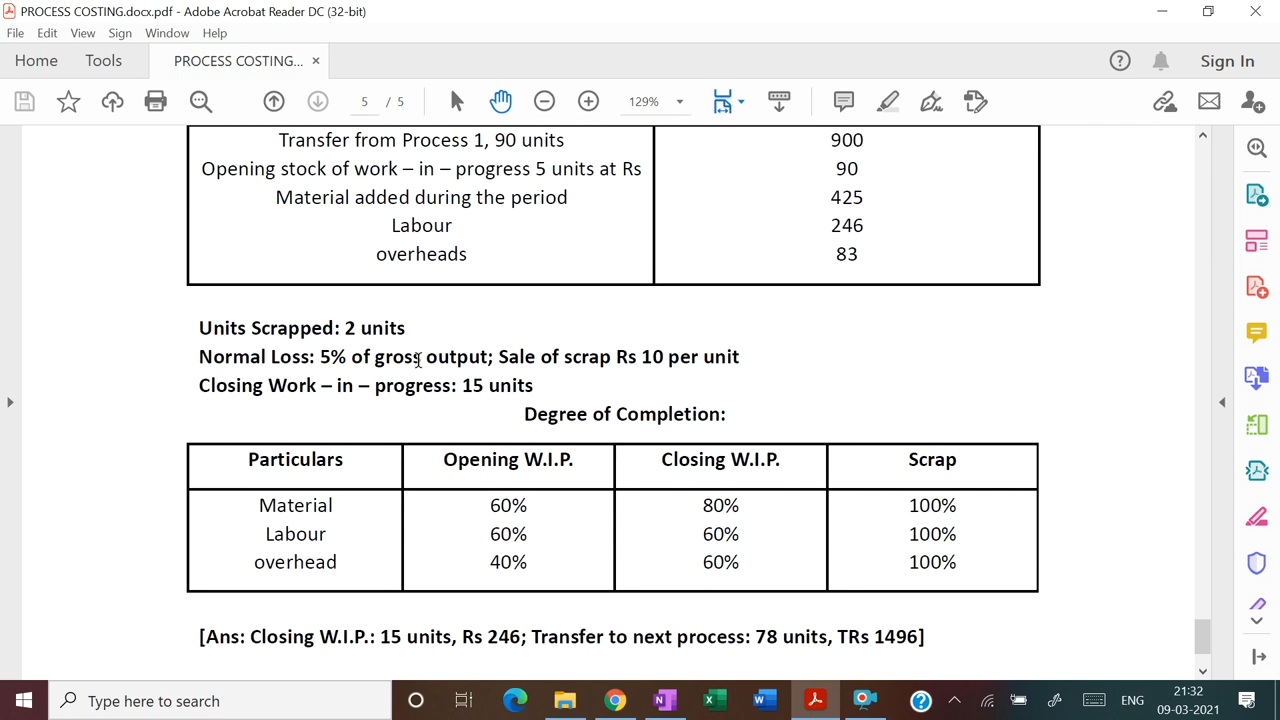 PROCESS COSTING.docx.pdf - Adobe Acrobat Reader DC (32-bit)
File Edit View Sign Window Help
Home Tools PROCESS COSTING... × Sign In
5 / 5 129%
Transfer from Process 1, 90 units 900
Opening stock of work – in – progress 5 units at Rs 90
Material added during the period 425
Labour 246
overheads 83
Units Scrapped: 2 units
Normal Loss: 5% of gross output; Sale of scrap Rs 10 per unit
Closing Work – in – progress: 15 units
Degree of Completion:
Particulars Opening W.I.P. Closing W.I.P. Scrap
Material 60% 80% 100%
Labour 60% 60% 100%
overhead 40% 60% 100%
[Ans: Closing W.I.P.: 15 units, Rs 246; Transfer to next process: 78 units, TRs 1496]
Type here to search
ENG
21:32
09-03-2021